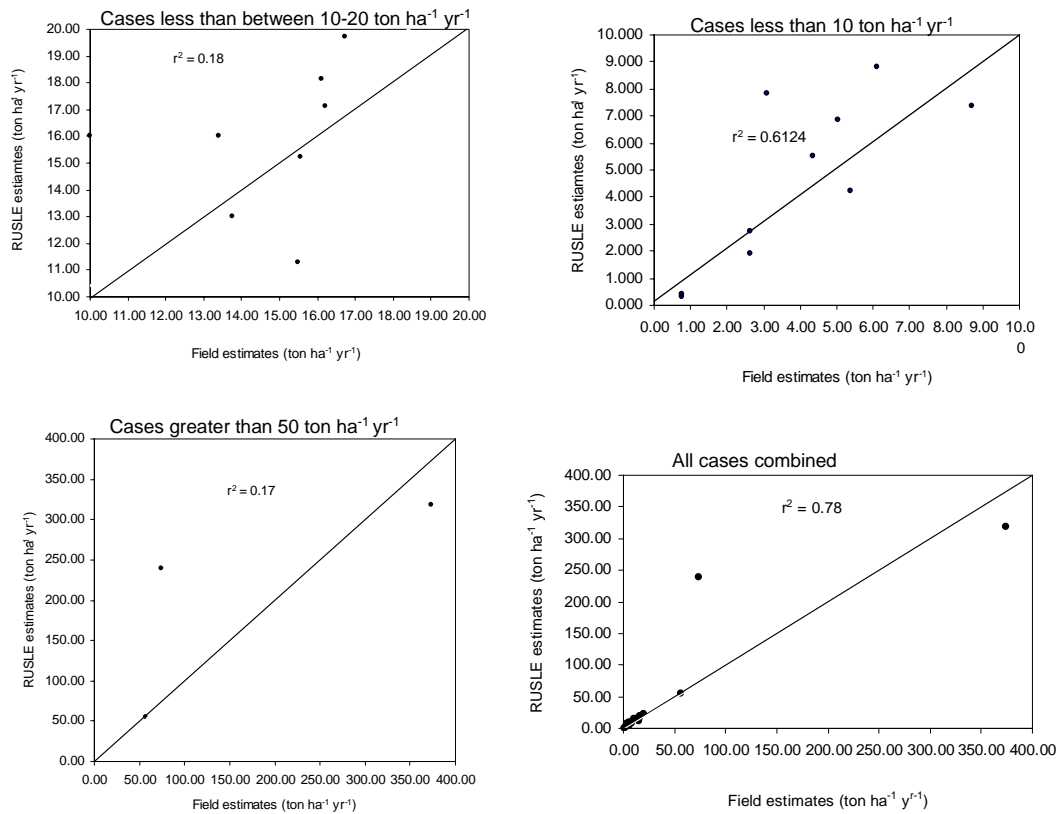 Cases less than between 10-20 ton ha⁻¹ yr⁻¹
20.00
19.00
18.00
17.00
16.00
15.00
14.00
13.00
12.00
11.00
10.00
r² = 0.18
RUSLE estiamtes (ton ha⁄ yr⁻¹)
10.00 11.00 12.00 13.00 14.00 15.00 16.00 17.00 18.00 19.00 20.00
Field estimates (ton ha⁻¹ yr⁻¹)
Cases less than 10 ton ha⁻¹ yr⁻¹
10.000
9.000
8.000
7.000
6.000
5.000
4.000
3.000
2.000
1.000
0.000
r² = 0.6124
RUSLE estiamtes (ton ha⁄ yr⁻¹)
0.00 1.00 2.00 3.00 4.00 5.00 6.00 7.00 8.00 9.00 10.0
0
Field estimates (ton ha⁻¹ yr⁻¹)
Cases greater than 50 ton ha⁻¹ yr⁻¹
400.00
350.00
300.00
250.00
200.00
150.00
100.00
50.00
0.00
r² = 0.17
RUSLE estimates (ton ha⁄ yr⁻¹)
0.00 50.00 100.00 150.00 200.00 250.00 300.00 350.00 400.00
Field estimates (ton ha⁻¹ yr⁻¹)
All cases combined
400.00
350.00
300.00
250.00
200.00
150.00
100.00
50.00
0.00
r² = 0.78
RUSLE estimates (ton ha⁻¹ yr⁻¹)
0.00 50.00 100.00 150.00 200.00 250.00 300.00 350.00 400.00
Field estimates (ton ha⁻¹ yʳ⁻¹)